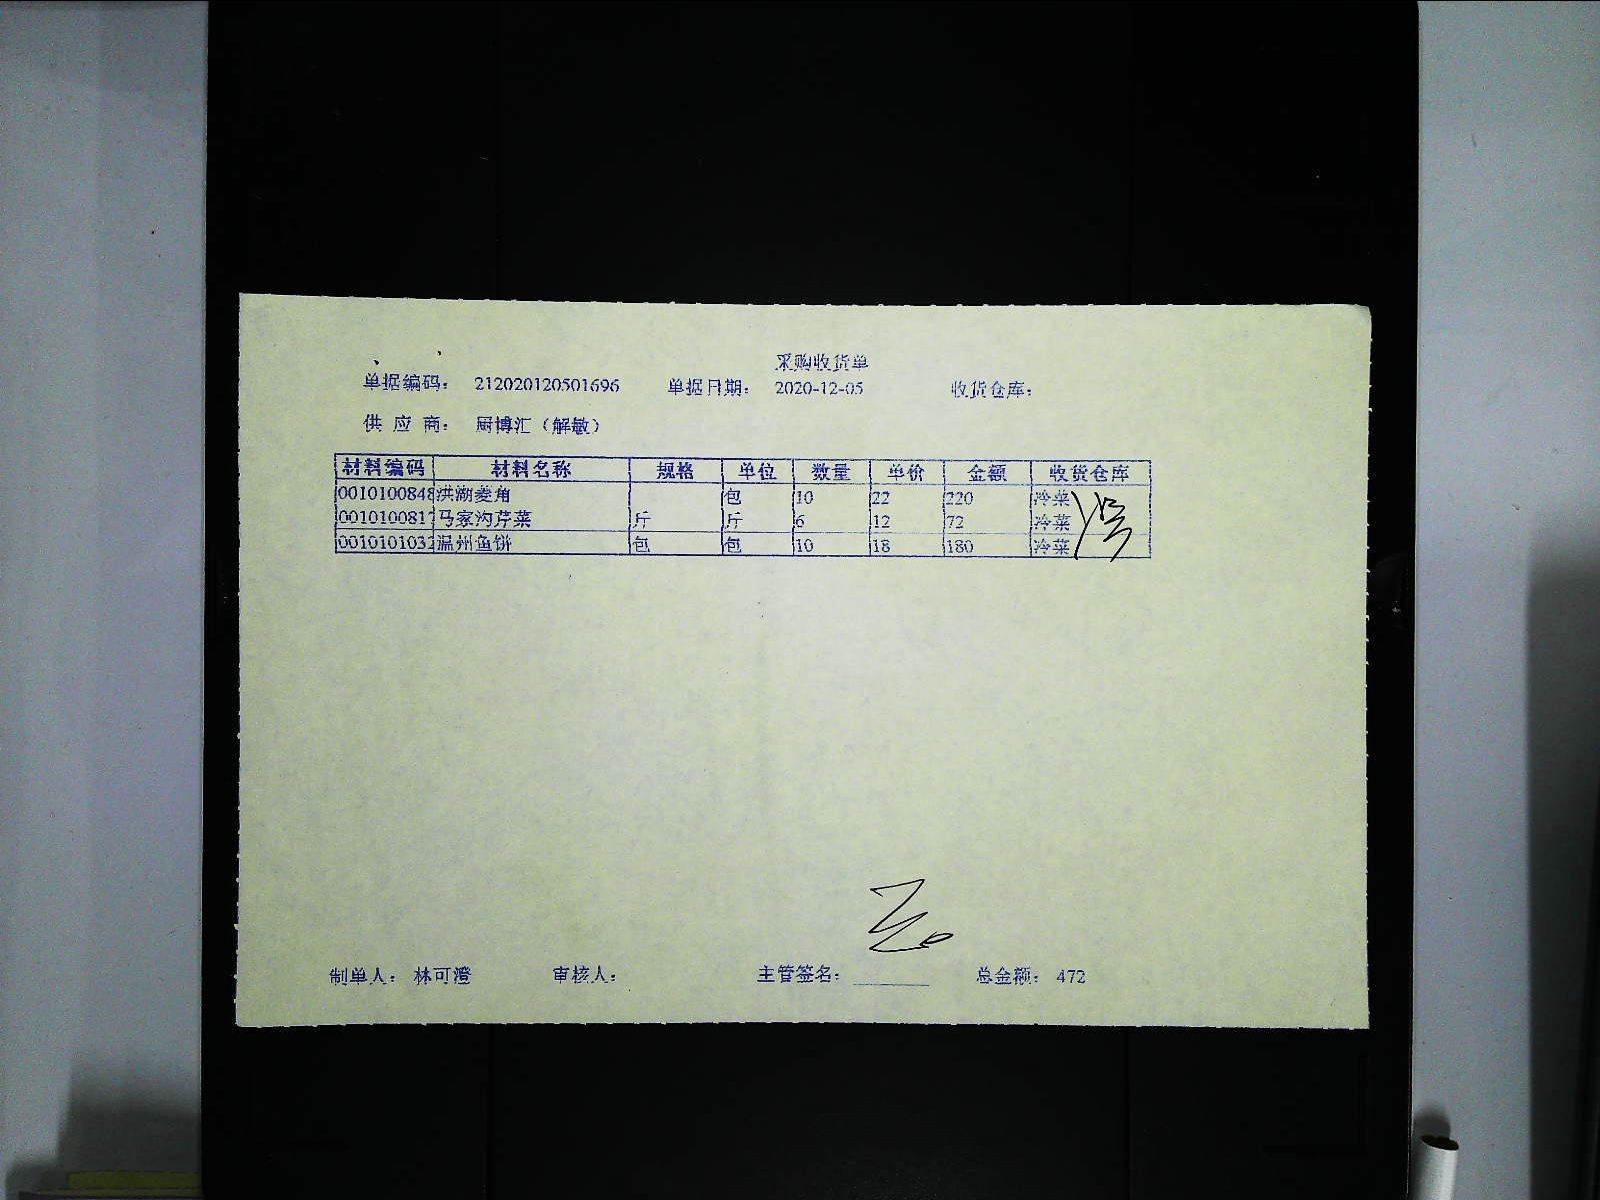 采购收货单
单据编码： 212020120501696 单据日期： 2020-12-05 收货仓库：
供 应 商： 厨博汇（解敏）
材料编码 材料名称 规格 单位 数量 单价 金额 收货仓库
0010100848 洪湖菱角 包 10 22 220 冷菜
001010081 马家沟芹菜 斤 斤 6 12 72 冷菜
001010103 温州鱼饼 包 包 10 18 180 冷菜
制单人： 林可澄 审核人： 主管签名： 总金额： 472